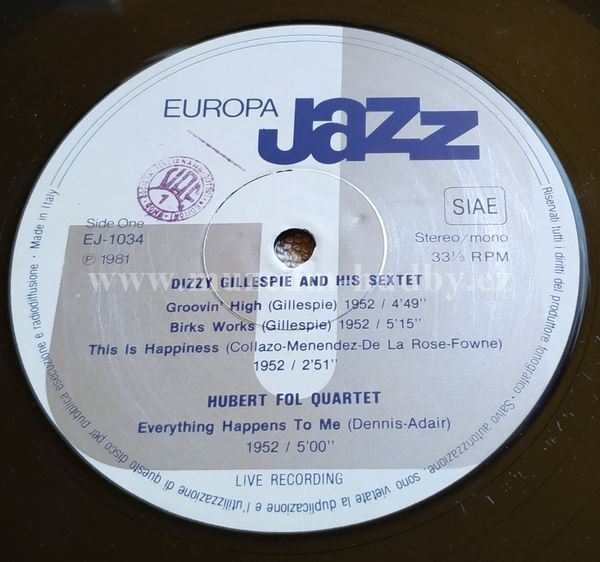 EUROPA Jazz
Side One
EJ-1034
℗ 1981
SIAE
Stereo/mono
33⅓ RPM
DIZZY GILLESPIE AND HIS SEXTET
Groovin' High (Gillespie) 1952 / 4'49''
Birks Works (Gillespie) 1952 / 5'15''
This Is Happiness (Collazo-Menendez-De La Rose-Fowne)
1952 / 2'51''
HUBERT FOL QUARTET
Everything Happens To Me (Dennis-Adair)
1952 / 5'00''
LIVE RECORDING
Riservati tutti i diritti del produttore fonografico • Salvo autorizzazione, sono vietate la duplicazione e l'utilizzazione di questo disco per pubblica esecuzione e radiodiffusione • Made in Italy